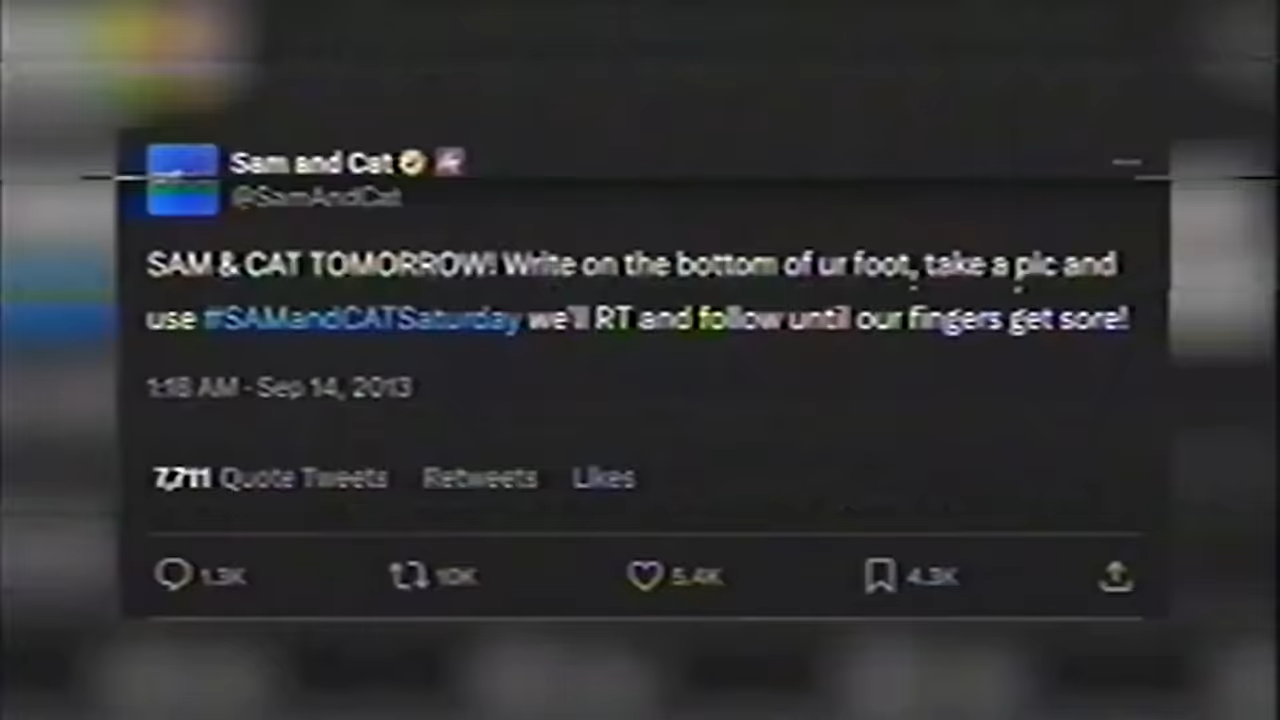 Sam and Cat
@SamAndCat
SAM & CAT TOMORROW! Write on the bottom of ur foot, take a pic and
use #SAMandCATSaturday we'll RT and follow until our fingers get sore!
1:18 AM · Sep 14, 2013
7,711 Quote Tweets Retweets Likes
1.3K 10K 5.4K 4.3K